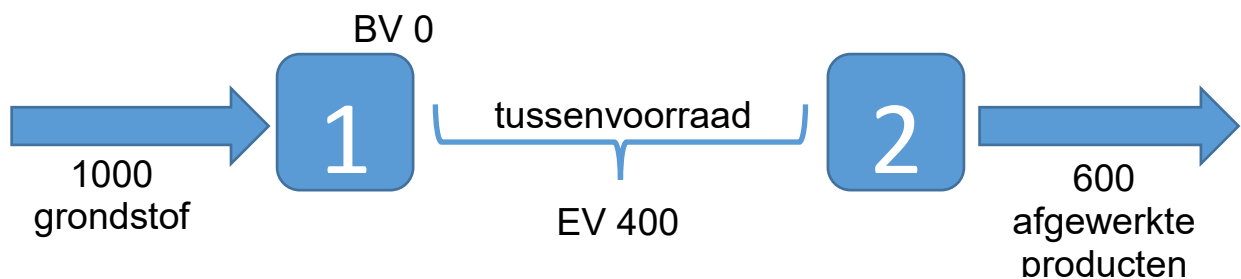 BV 0
1
tussenvoorraad
2
1000
grondstof
EV 400
600
afgewerkte
producten